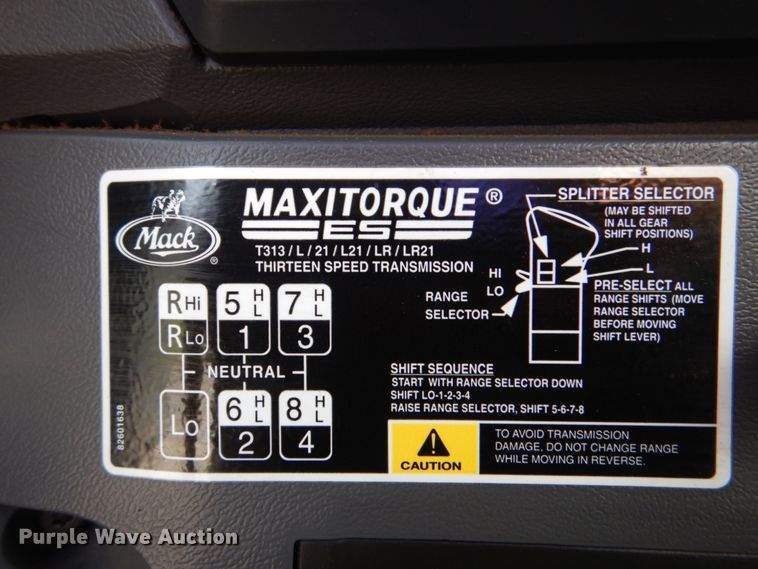 Mack®
MAXITORQUE®
ES
T313 / L / 21 / L21 / LR / LR21
THIRTEEN SPEED TRANSMISSION
R Hi 5 H L 7 H L
R Lo 1 3
NEUTRAL
Lo 6 H L 8 H L
2 4
82601638
SPLITTER SELECTOR
(MAY BE SHIFTED
IN ALL GEAR
SHIFT POSITIONS)
H
L
HI
LO
RANGE
SELECTOR
PRE-SELECT ALL
RANGE SHIFTS (MOVE
RANGE SELECTOR
BEFORE MOVING
SHIFT LEVER)
SHIFT SEQUENCE
START WITH RANGE SELECTOR DOWN
SHIFT LO-1-2-3-4
RAISE RANGE SELECTOR, SHIFT 5-6-7-8
CAUTION
TO AVOID TRANSMISSION
DAMAGE, DO NOT CHANGE RANGE
WHILE MOVING IN REVERSE.
Purple Wave Auction